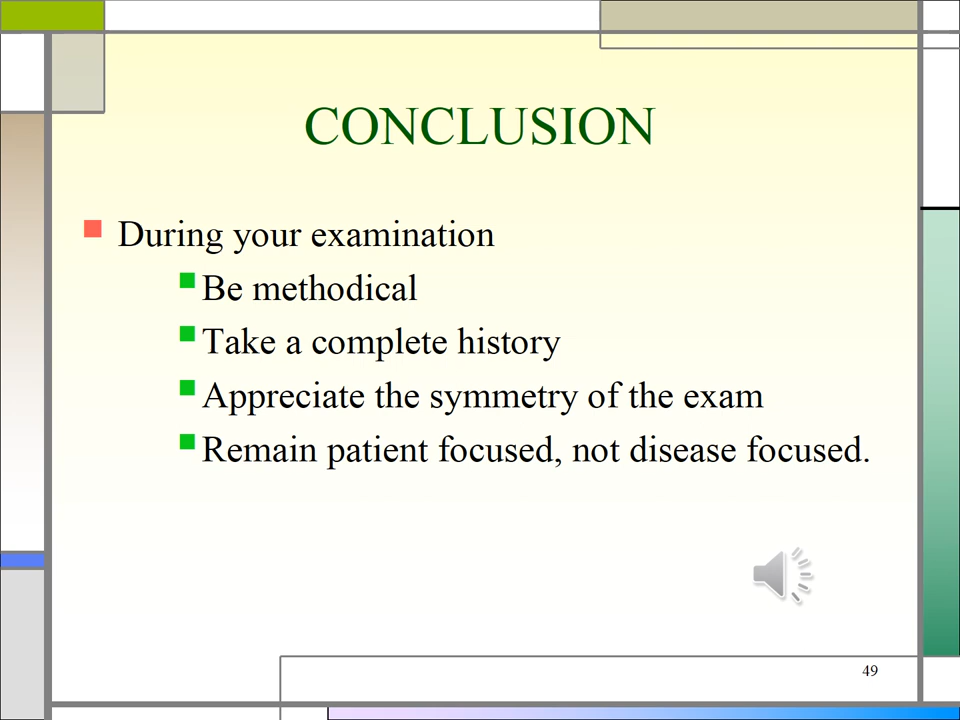 CONCLUSION
During your examination
Be methodical
Take a complete history
Appreciate the symmetry of the exam
Remain patient focused, not disease focused.
49